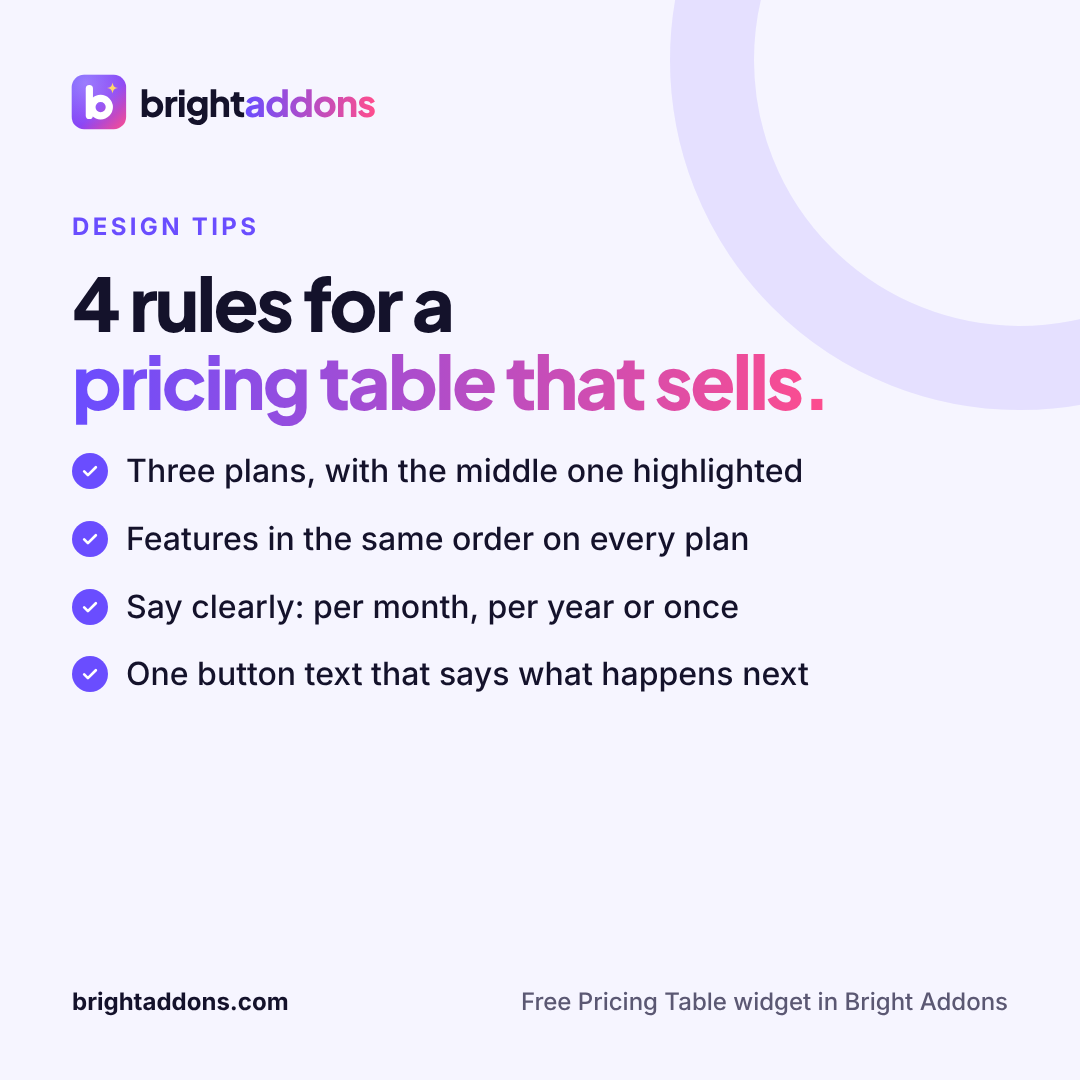 brightaddons
DESIGN TIPS
4 rules for a
pricing table that sells.
Three plans, with the middle one highlighted
Features in the same order on every plan
Say clearly: per month, per year or once
One button text that says what happens next
brightaddons.com
Free Pricing Table widget in Bright Addons